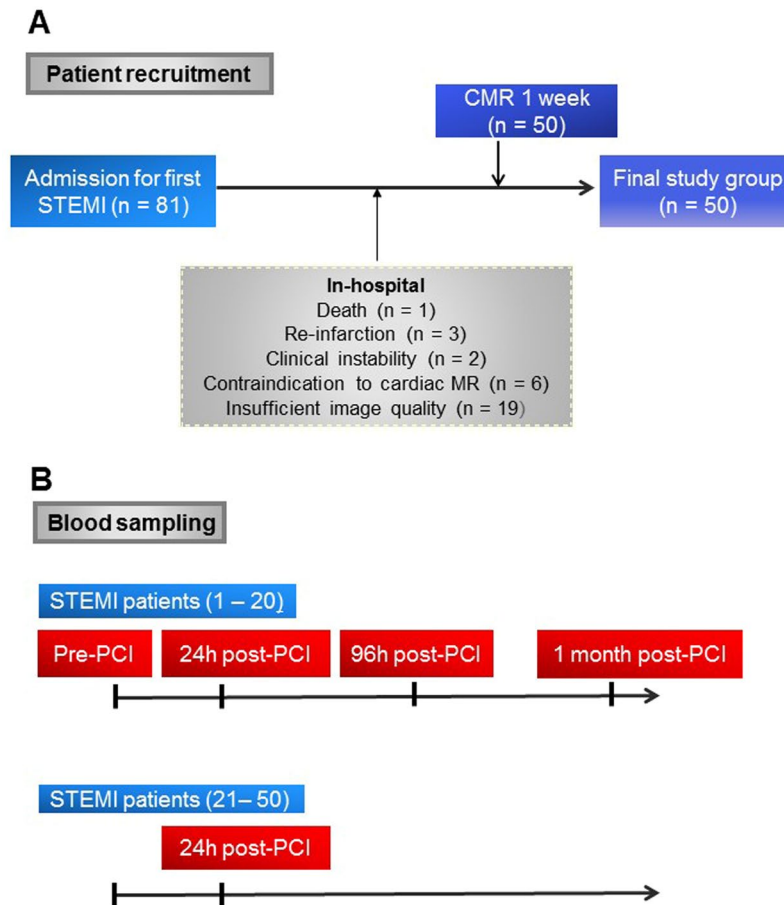 A
Patient recruitment
CMR 1 week
(n = 50)
Admission for first
STEMI (n = 81)
Final study group
(n = 50)
In-hospital
Death (n = 1)
Re-infarction (n = 3)
Clinical instability (n = 2)
Contraindication to cardiac MR (n = 6)
Insufficient image quality (n = 19)
B
Blood sampling
STEMI patients (1 – 20)
Pre-PCI
24h post-PCI
96h post-PCI
1 month post-PCI
STEMI patients (21– 50)
24h post-PCI